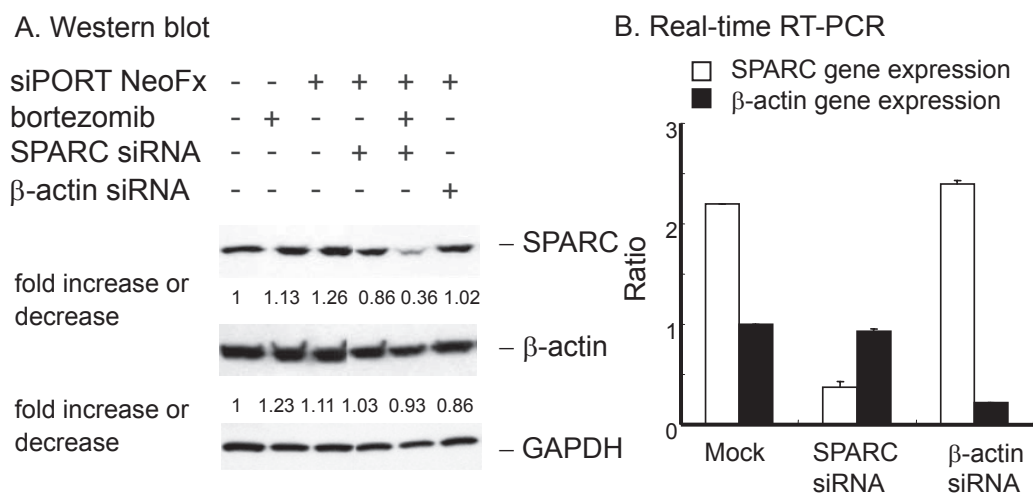 A. Western blot
siPORT NeoFx - - + + + +
bortezomib - + - - + -
SPARC siRNA - - - + + -
β-actin siRNA - - - - - +
– SPARC
fold increase or
decrease
1 1.13 1.26 0.86 0.36 1.02
– β-actin
fold increase or
decrease
1 1.23 1.11 1.03 0.93 0.86
– GAPDH
B. Real-time RT-PCR
SPARC gene expression
β-actin gene expression
3
2
1
0
Ratio
Mock
SPARC
siRNA
β-actin
siRNA